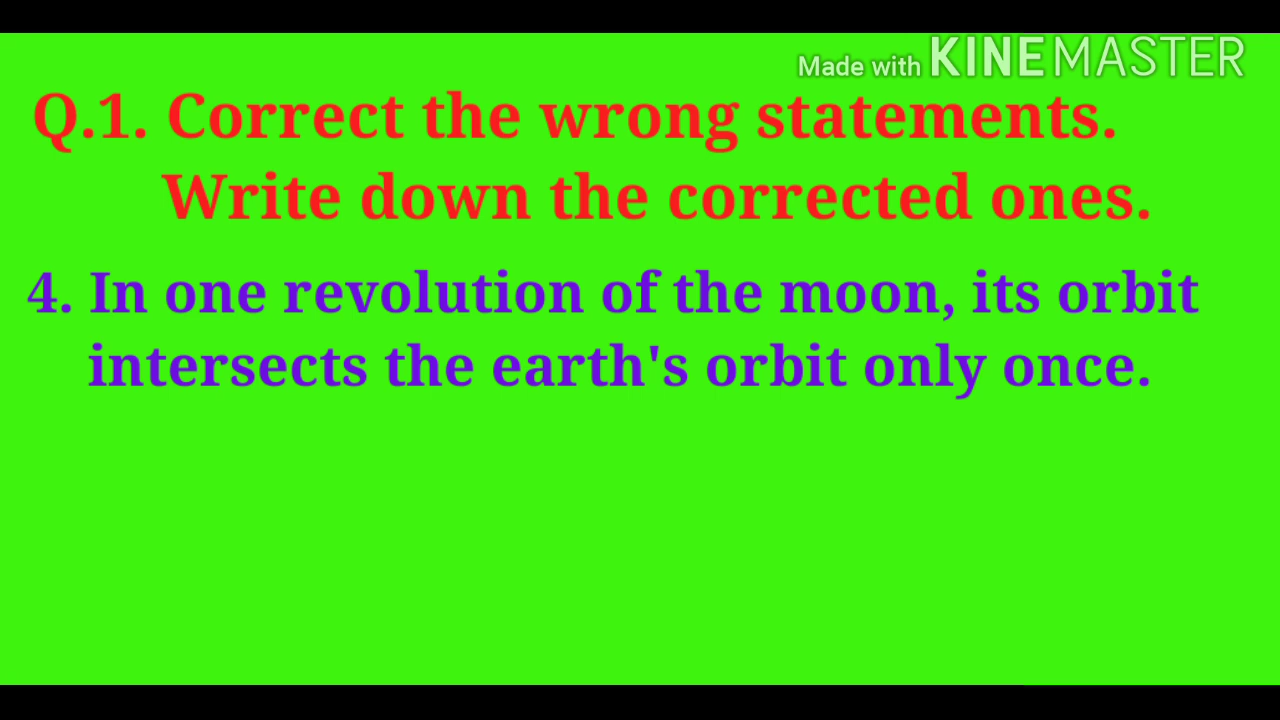 Made with KINEMASTER
Q.1. Correct the wrong statements.
Write down the corrected ones.
4. In one revolution of the moon, its orbit
intersects the earth's orbit only once.